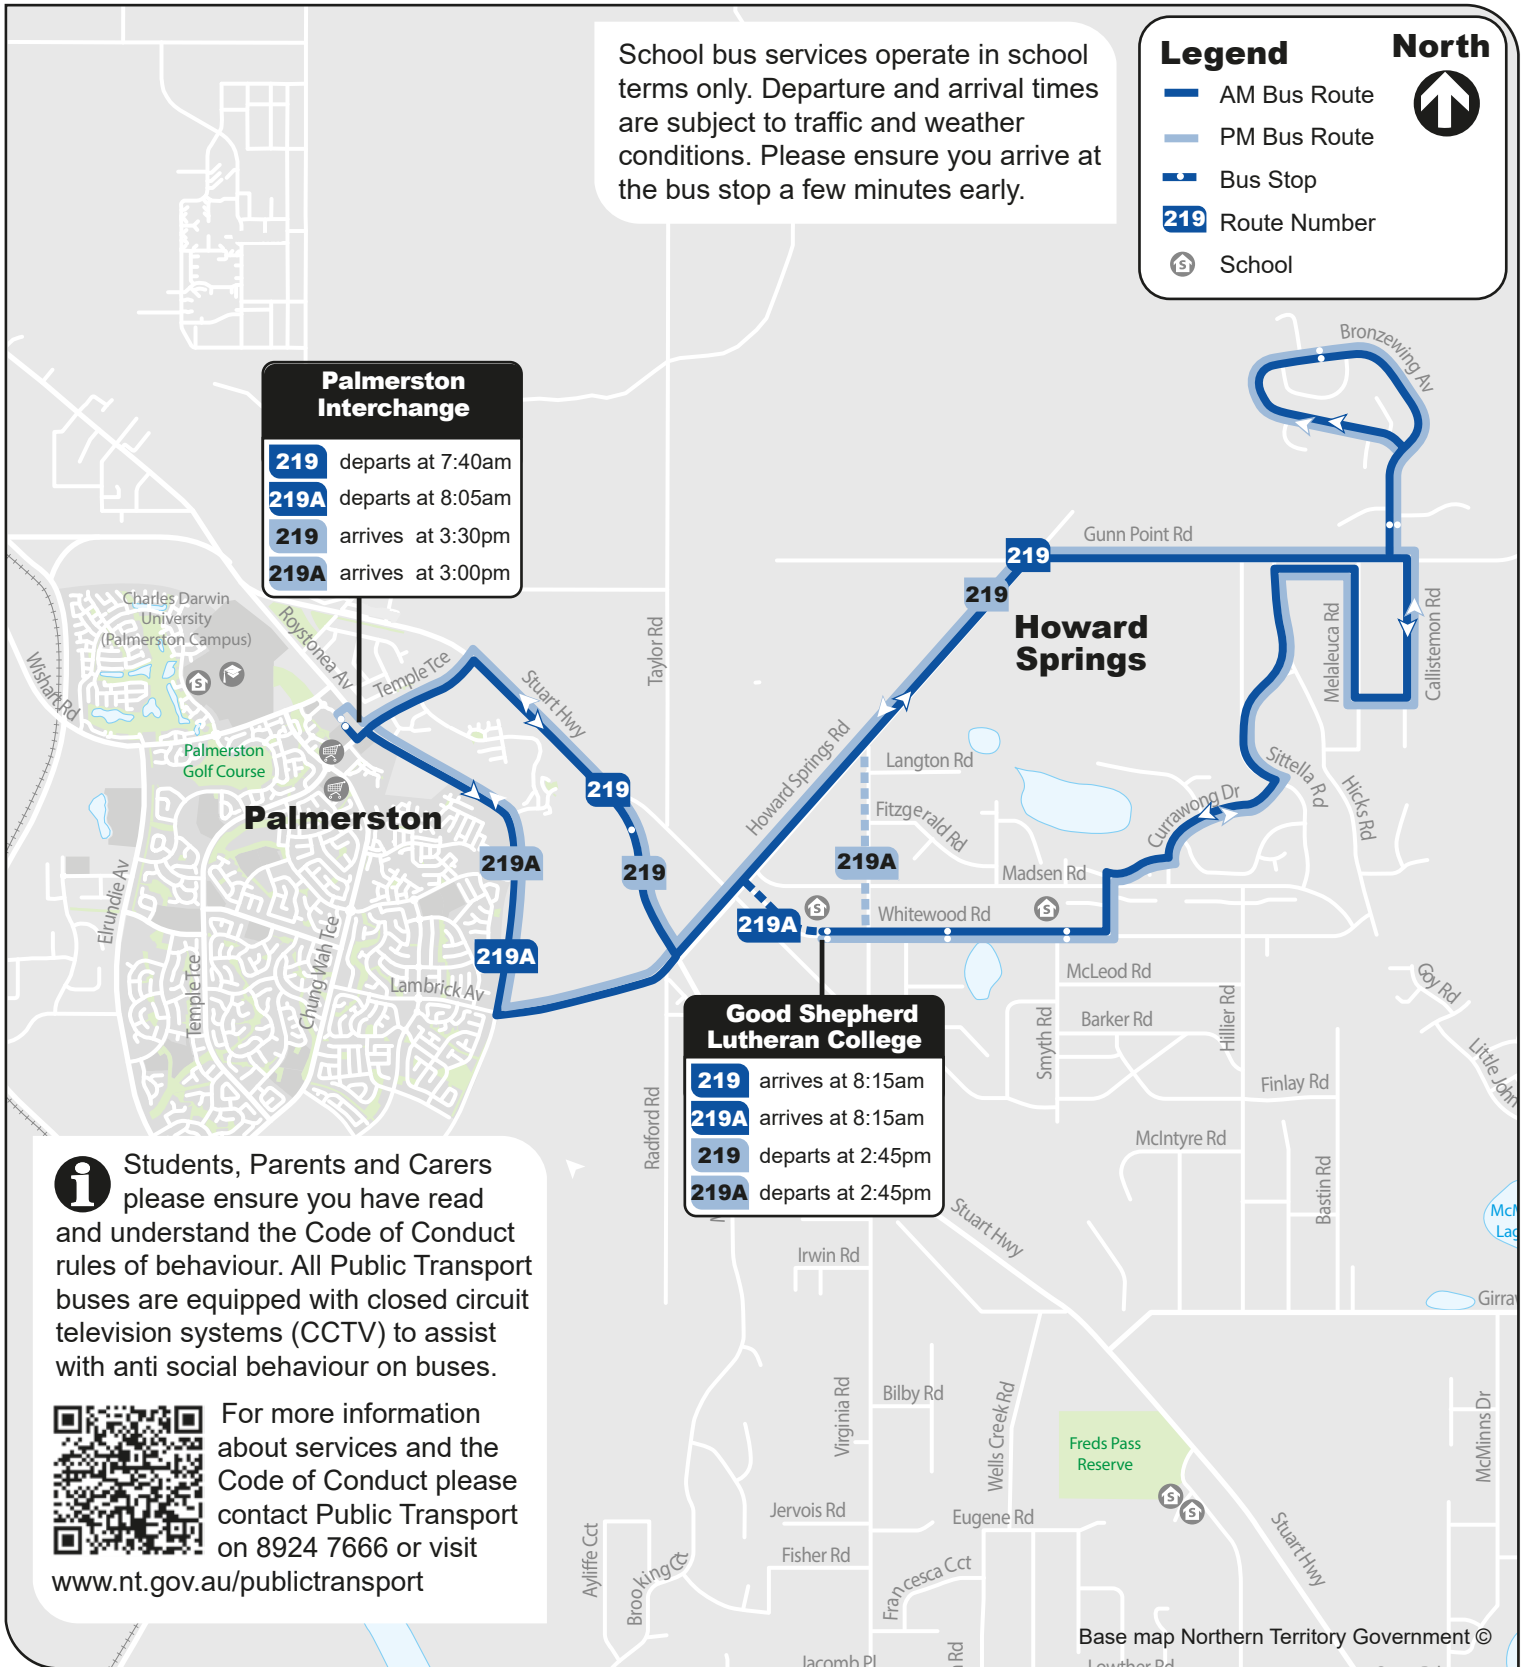 School bus services operate in school
terms only. Departure and arrival times
are subject to traffic and weather
conditions. Please ensure you arrive at
the bus stop a few minutes early.
Legend
North
AM Bus Route
PM Bus Route
Bus Stop
219 Route Number
S School
Bronzewing Av
Palmerston
Interchange
219 departs at 7:40am
219A departs at 8:05am
219 arrives at 3:30pm
219A arrives at 3:00pm
Gunn Point Rd
219
219
Howard
Springs
Charles Darwin
University
(Palmerston Campus)
S
Wishart Rd
Roystonea Av
Temple Tce
Stuart Hwy
Taylor Rd
Melaleuca Rd
Callistemon Rd
Palmerston
Golf Course
Palmerston
Howard Springs Rd
Langton Rd
Fitzgerald Rd
Currawong Dr
Sittella Rd
Hicks Rd
219
219A
219
219A
Madsen Rd
S
S
Whitewood Rd
219A
219A
Elrundie Av
Temple Tce
Chung Wah Tce
Lambrick Av
McLeod Rd
Barker Rd
Smyth Rd
Hillier Rd
Goy Rd
Little John
Finlay Rd
Good Shepherd
Lutheran College
219 arrives at 8:15am
219A arrives at 8:15am
219 departs at 2:45pm
219A departs at 2:45pm
Radford Rd
McIntyre Rd
Bastin Rd
Stuart Hwy
Irwin Rd
Girra
i Students, Parents and Carers
please ensure you have read
and understand the Code of Conduct
rules of behaviour. All Public Transport
buses are equipped with closed circuit
television systems (CCTV) to assist
with anti social behaviour on buses.
For more information
about services and the
Code of Conduct please
contact Public Transport
on 8924 7666 or visit
www.nt.gov.au/publictransport
Virginia Rd
Bilby Rd
Wells Creek Rd
Freds Pass
Reserve
S
S
McMinns Dr
Jervois Rd
Eugene Rd
Stuart Hwy
Fisher Rd
Francesca Cct
Ayliffe Cct
Brooking Cct
Jacomb Pl
Rd
Lowther Rd
Base map Northern Territory Government ©